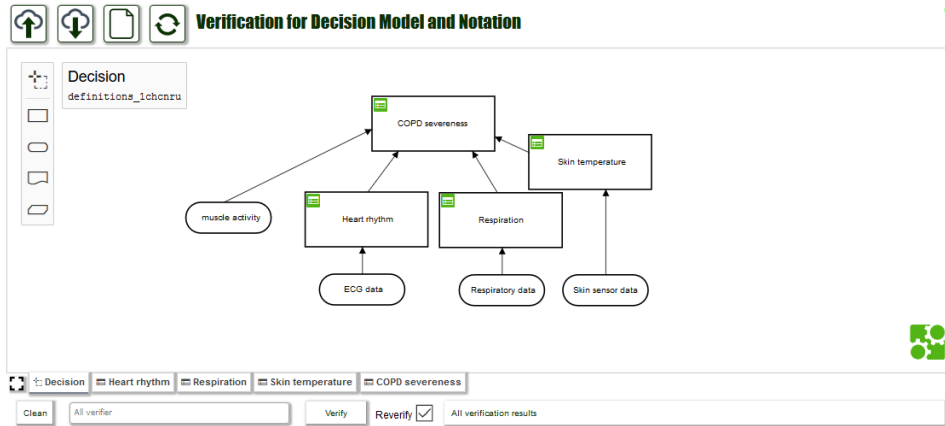 Verification for Decision Model and Notation
Decision
definitions_1chcnru
COPD severeness
Skin temperature
muscle activity
Heart rhythm
Respiration
ECG data
Respiratory data
Skin sensor data
Decision
Heart rhythm
Respiration
Skin temperature
COPD severeness
Clean
All verifier
Verify
Reverify
All verification results